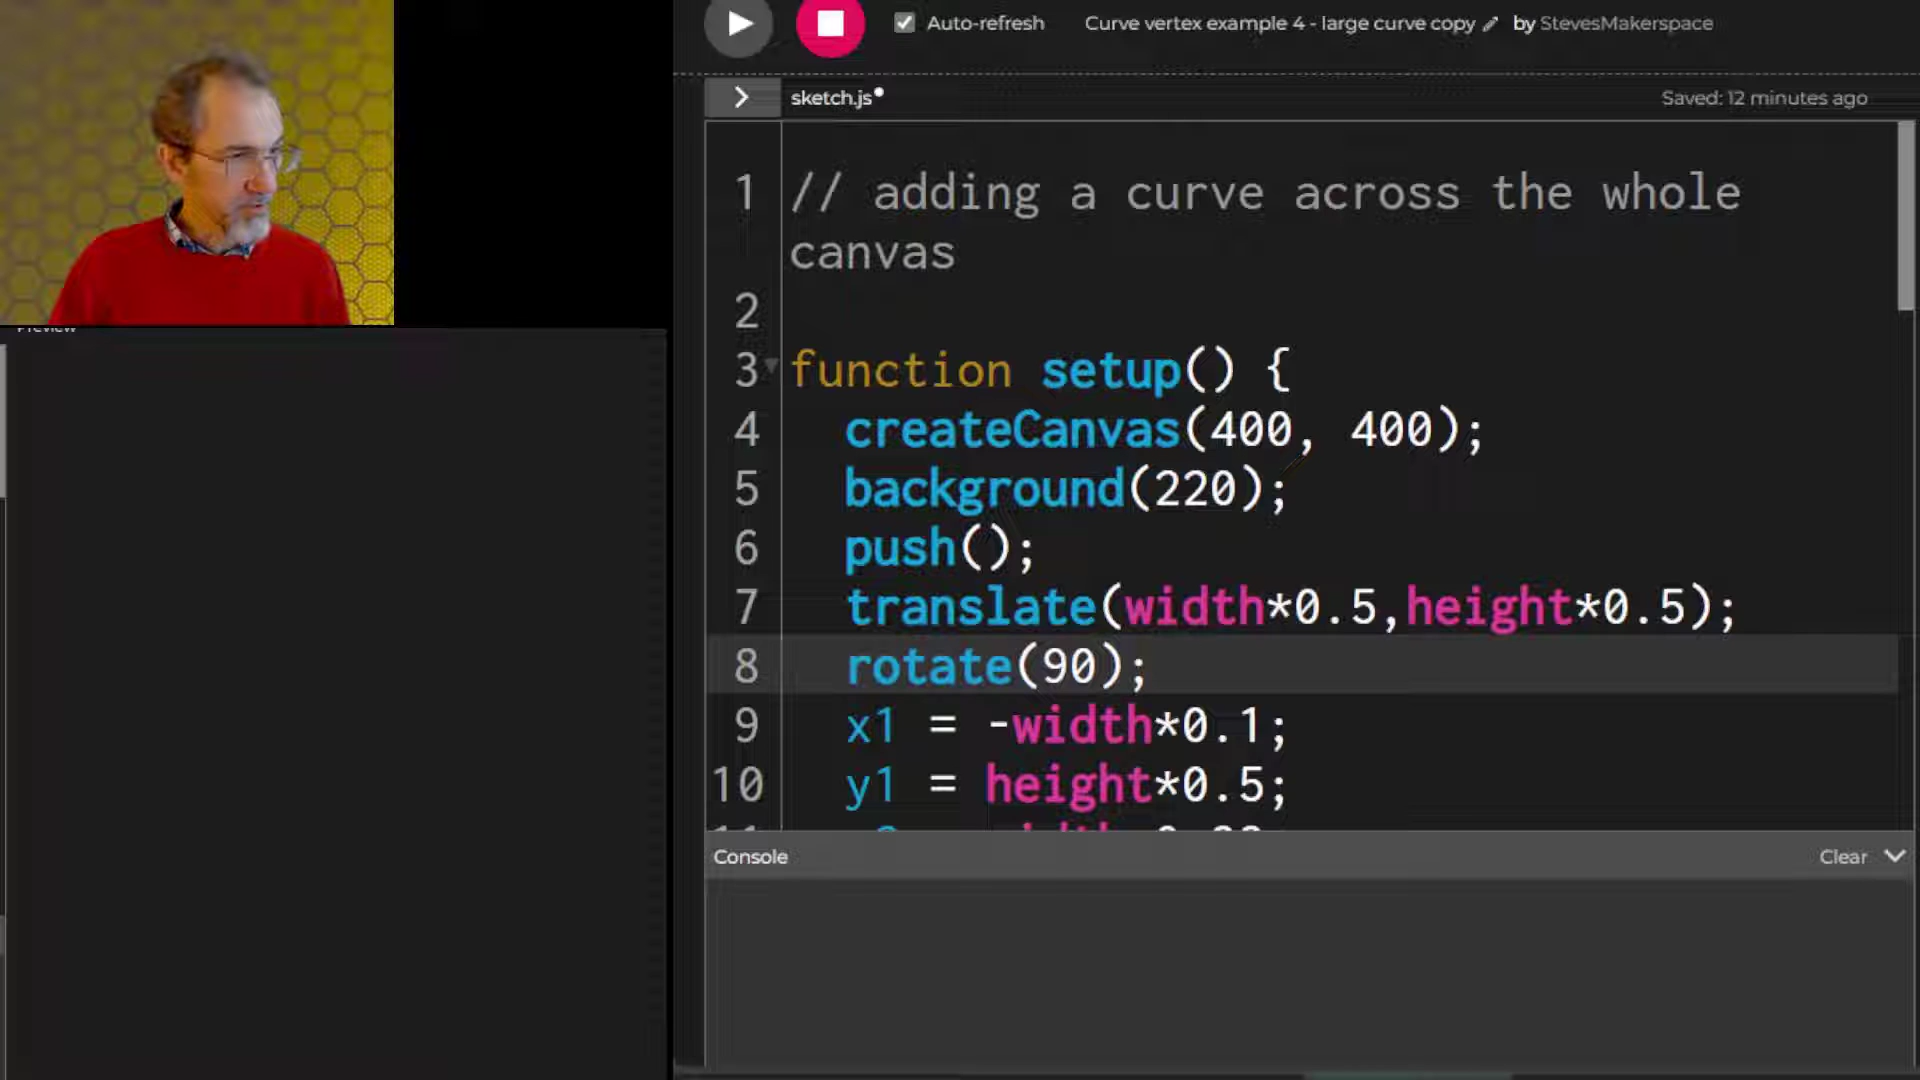 Auto-refresh Curve vertex example 4 - large curve copy by StevesMakerspace
sketch.js Saved: 12 minutes ago
1 // adding a curve across the whole
canvas
2
3 function setup() {
4 createCanvas(400, 400);
5 background(220);
6 push();
7 translate(width*0.5,height*0.5);
8 rotate(90);
9 x1 = -width*0.1;
10 y1 = height*0.5;
Console Clear
Preview